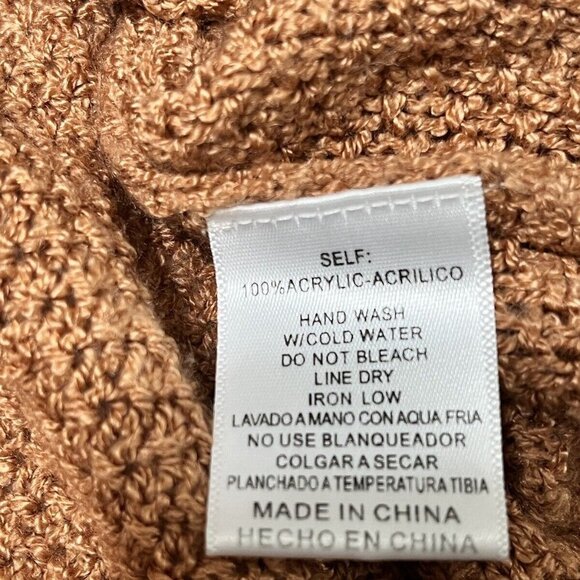 SELF:
100%ACRYLIC-ACRILICO
HAND WASH
W/COLD WATER
DO NOT BLEACH
LINE DRY
IRON LOW
LAVADO A MANO CON AQUA FRIA
NO USE BLANQUEADOR
COLGAR A SECAR
PLANCHADO A TEMPERATURA TIBIA
MADE IN CHINA
HECHO EN CHINA